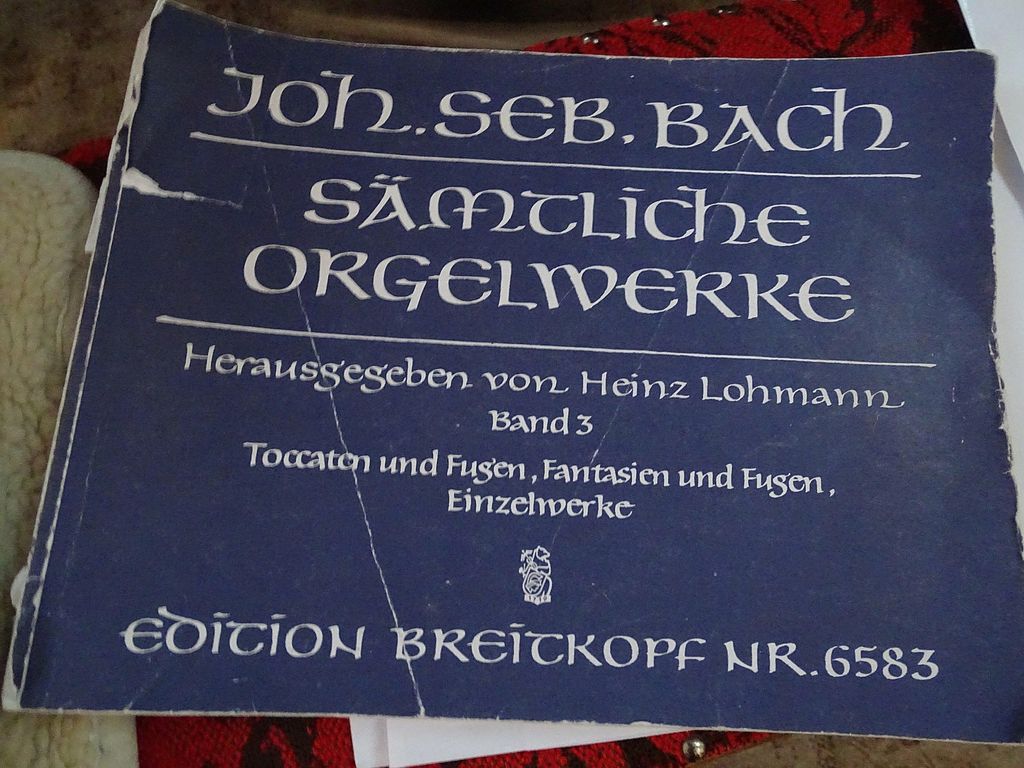 Joh. Seb. Bach
Sämtliche
Orgelwerke
Herausgegeben von Heinz Lohmann
Band 3
Toccaten und Fugen, Fantasien und Fugen,
Einzelwerke
Edition Breitkopf Nr. 6583